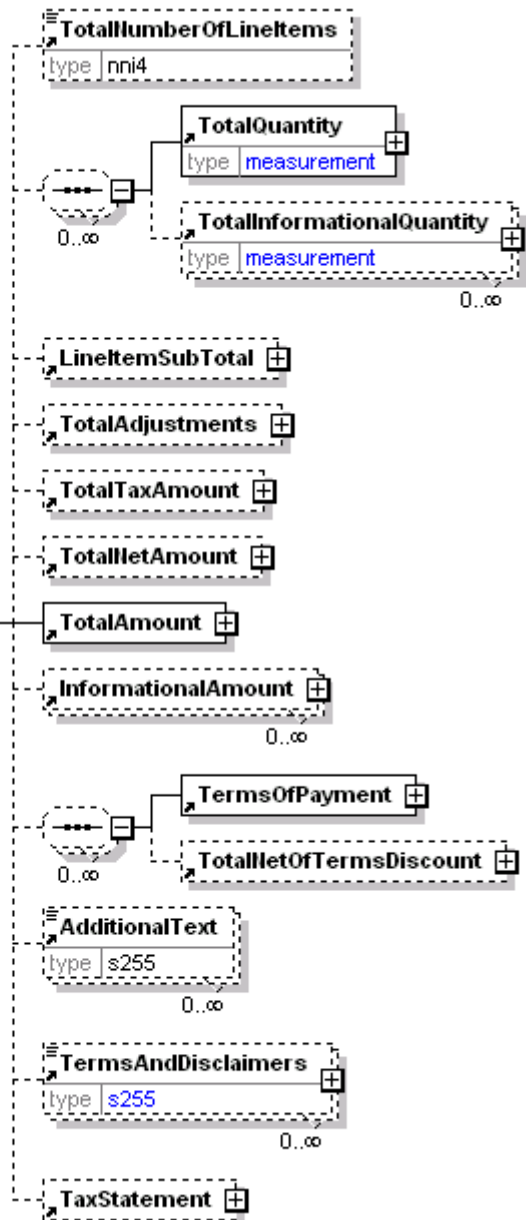 TotalNumberOfLineItems
type nni4
TotalQuantity
type measurement
TotalInformationalQuantity
type measurement
0..∞
0..∞
LineItemSubTotal
TotalAdjustments
TotalTaxAmount
TotalNetAmount
TotalAmount
InformationalAmount
0..∞
TermsOfPayment
TotalNetOfTermsDiscount
0..∞
AdditionalText
type s255
0..∞
TermsAndDisclaimers
type s255
0..∞
TaxStatement